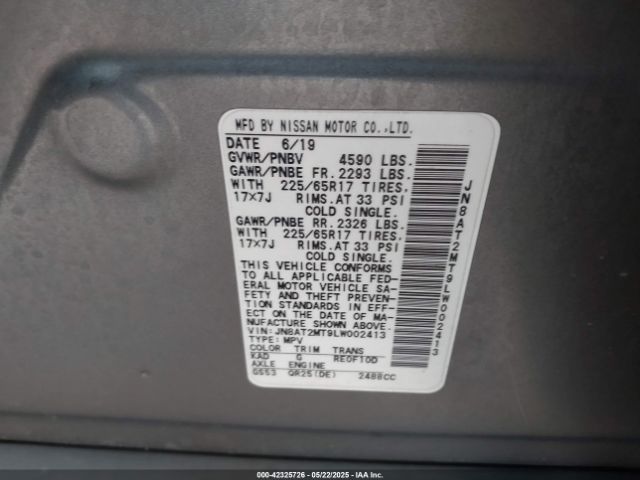 MFD BY NISSAN MOTOR CO.,LTD.
DATE 6/19
GVWR/PNBV 4590 LBS.
GAWR/PNBE FR. 2293 LBS.
WITH 225/65R17 TIRES.
17X7J RIMS. AT 33 PSI
COLD SINGLE.
GAWR/PNBE RR. 2326 LBS.
WITH 225/65R17 TIRES.
17X7J RIMS. AT 33 PSI
COLD SINGLE.
THIS VEHICLE CONFORMS
TO ALL APPLICABLE FED-
ERAL MOTOR VEHICLE SA-
FETY AND THEFT PREVEN-
TION STANDARDS IN EFF-
ECT ON THE DATE OF MA-
NUFACTURE SHOWN ABOVE.
VIN: JN8AT2MT9LW002413
TYPE: MPV
COLOR TRIM TRANS
KAD G RE0F10D
AXLE ENGINE
GS53 QR25(DE) 2488CC
JN8AT2MT9LW002413
000-42325726 - 05/22/2025 - IAA Inc.